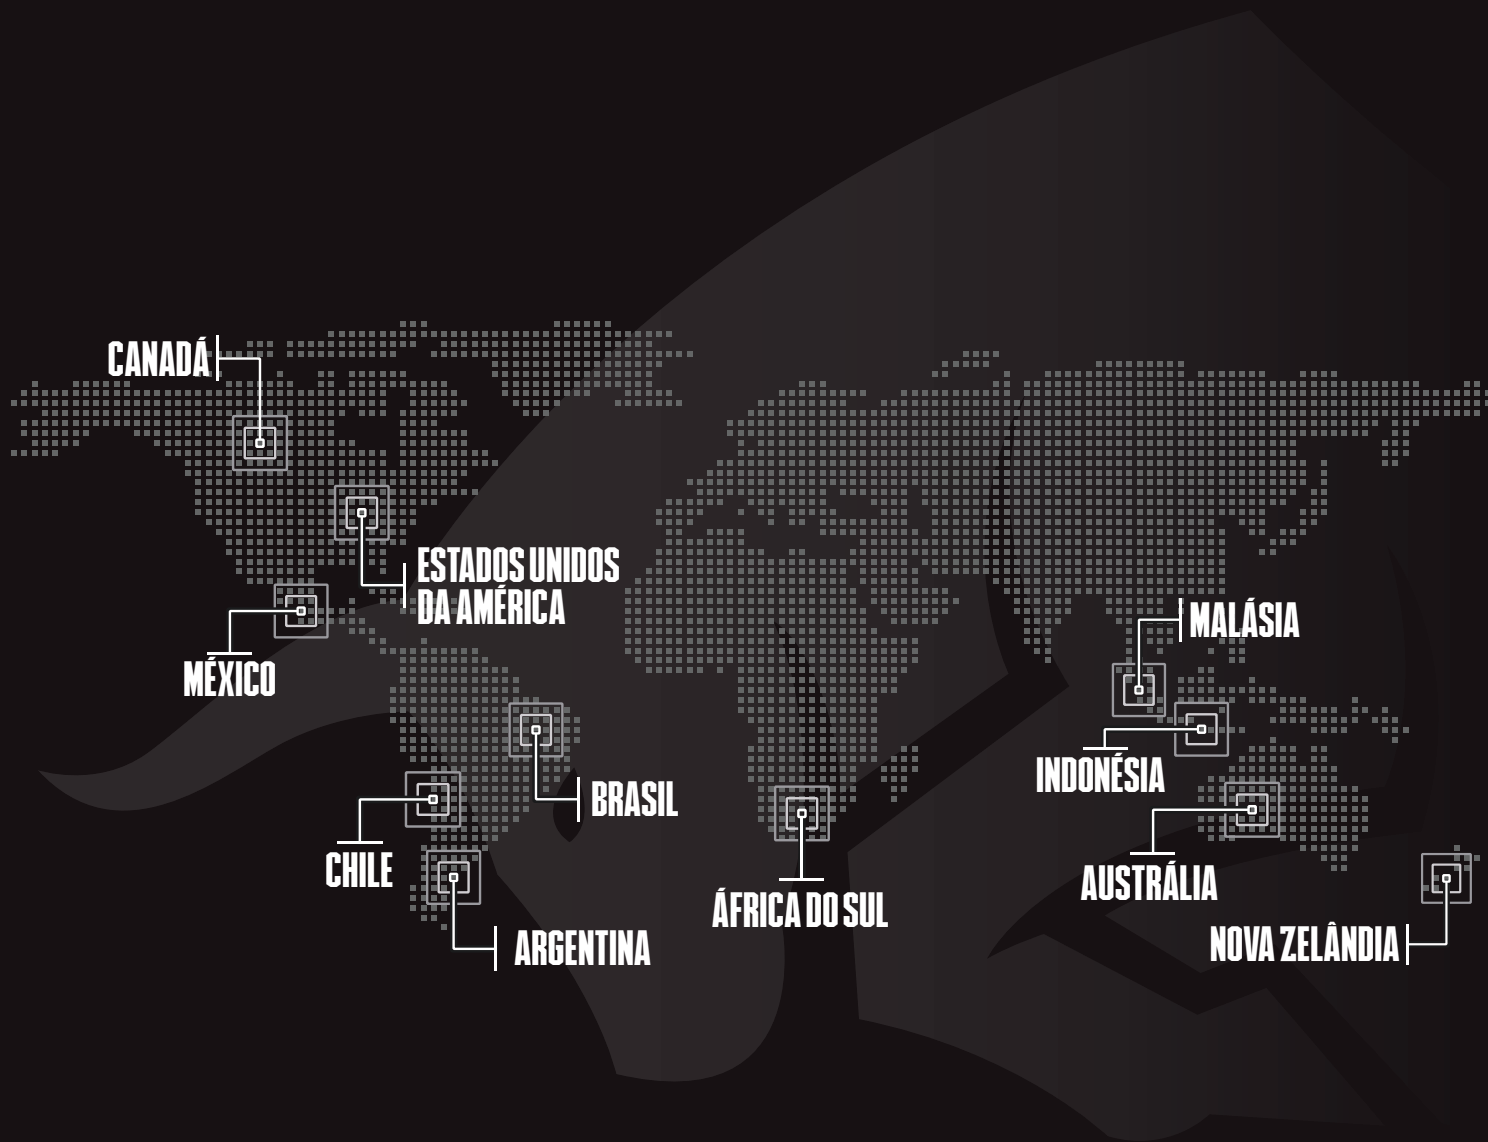 CANADÁ
ESTADOS UNIDOS
DA AMÉRICA
MÉXICO
MALÁSIA
BRASIL
INDONÉSIA
CHILE
AUSTRÁLIA
ÁFRICA DO SUL
ARGENTINA
NOVA ZELÂNDIA